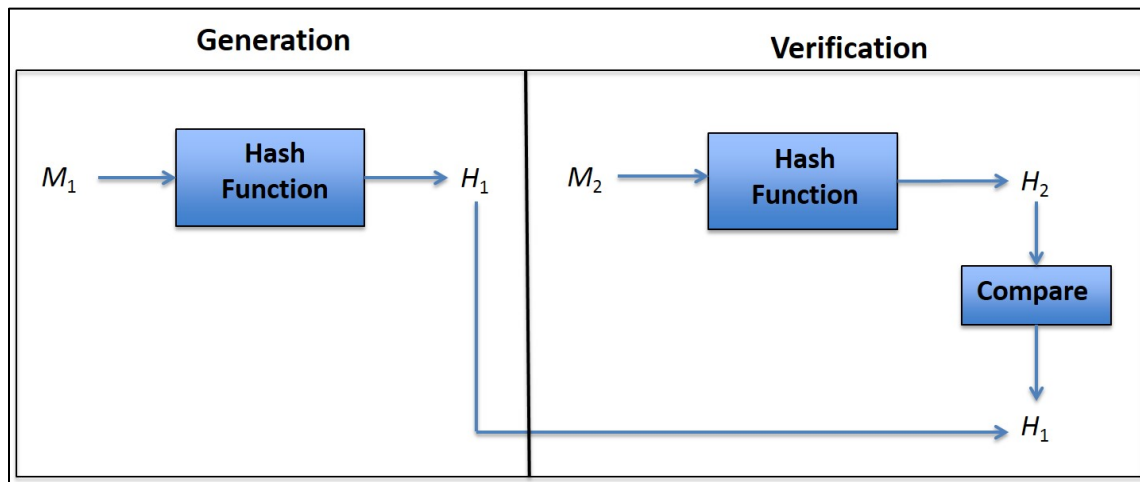 Generation
Verification
M₁
Hash
Function
H₁
M₂
Hash
Function
H₂
Compare
H₁